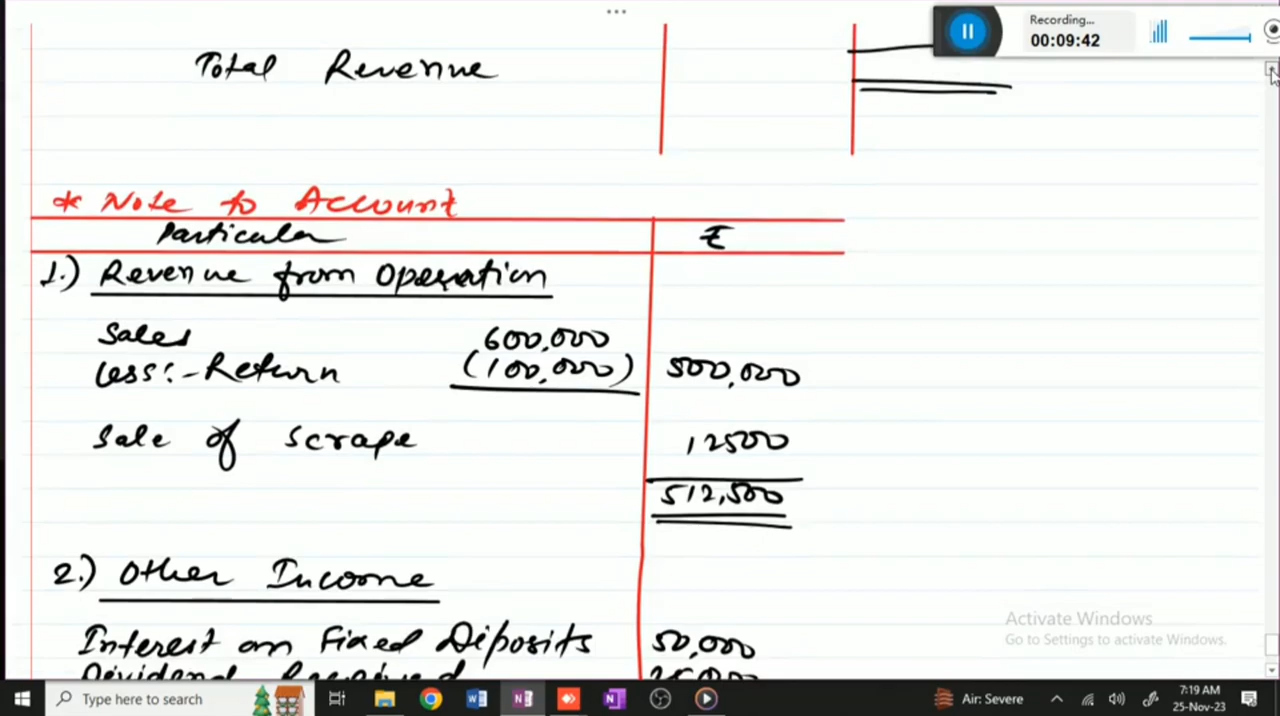 Recording...
00:09:42
Total Revenue
* Note to Account
Particular ₹
1.) Revenue from Operation
Sales 600,000
Less:- Return (100,000) 500,000
Sale of Scrape 12500
512,500
2.) Other Income
Interest on Fixed Diposits 50,000
Dividend Received
Activate Windows
Go to Settings to activate Windows.
Type here to search
Air: Severe
7:19 AM
25-Nov-23